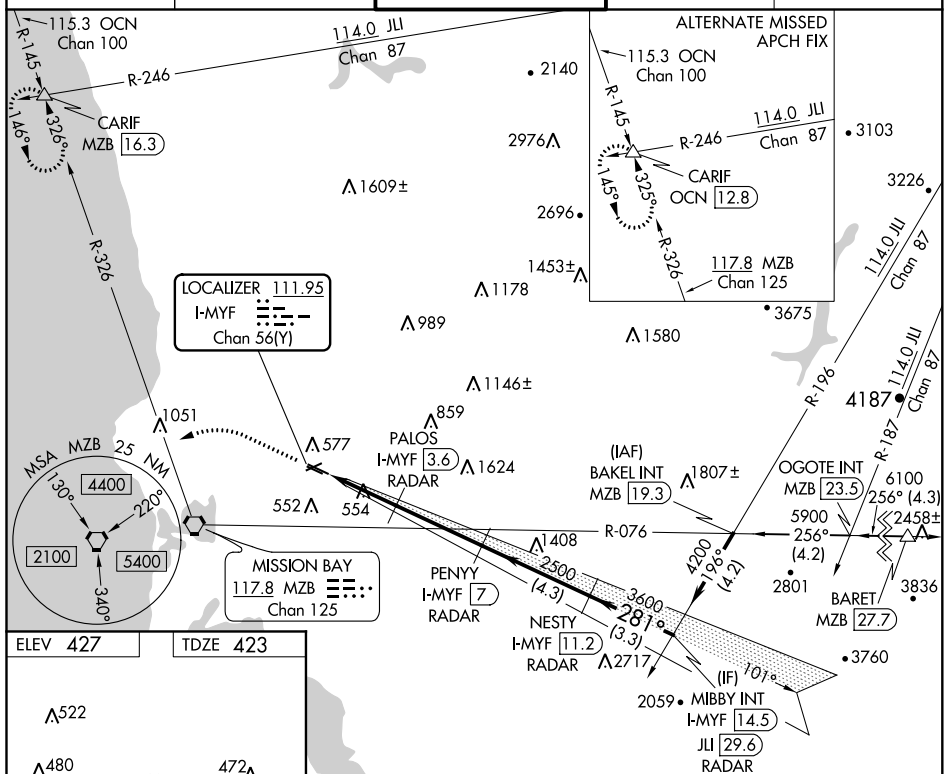 115.3 OCN
Chan 100
R-145
R-246
114.0 JLI
Chan 87
CARIF
MZB 16.3
146°
326°
R-326
2140
2976
1609±
2696
1453±
1178
989
1146±
859
1624
ALTERNATE MISSED
APCH FIX
115.3 OCN
Chan 100
R-145
R-246
114.0 JLI
Chan 87
CARIF
OCN 12.8
145°
325°
R-326
117.8 MZB
Chan 125
3103
3226
3675
1580
114.0 JLI
Chan 87
R-196
114.0 JLI
Chan 87
R-187
4187
LOCALIZER 111.95
I-MYF
Chan 56(Y)
1051
577
552
554
PALOS
I-MYF 3.6
RADAR
(IAF)
BAKEL INT
MZB 19.3
1807±
OGOTE INT
MZB 23.5
6100
256° (4.3)
2458±
5900
256°
(4.2)
R-076
4200
196°
(4.2)
2801
3836
BARET
MZB 27.7
MSA MZB 25 NM
130°
4400
220°
2100
5400
340°
MISSION BAY
117.8 MZB
Chan 125
PENYY
I-MYF 7
RADAR
1408
2500
(4.3)
NESTY
I-MYF 11.2
RADAR
3600
281°
(3.3)
2717
101°
3760
2059
(IF)
MIBBY INT
I-MYF 14.5
JLI 29.6
RADAR
ELEV 427
TDZE 423
522
480
472